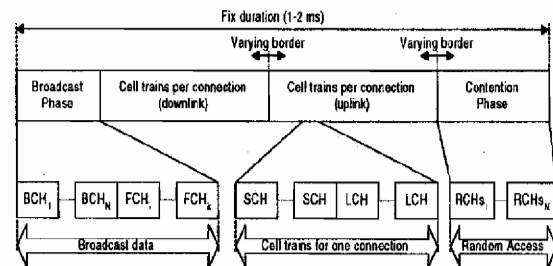 Fix duration (1-2 ms)
Varying border
Varying border
Broadcast Phase
Cell trains per connection (downlink)
Cell trains per connection (uplink)
Contention Phase
BCH1
BCHN
FCH1
FCHk
SCH
SCH
LCH
LCH
RCHs1
RCHsN
Broadcast data
Cell trains for one connection
Random Access